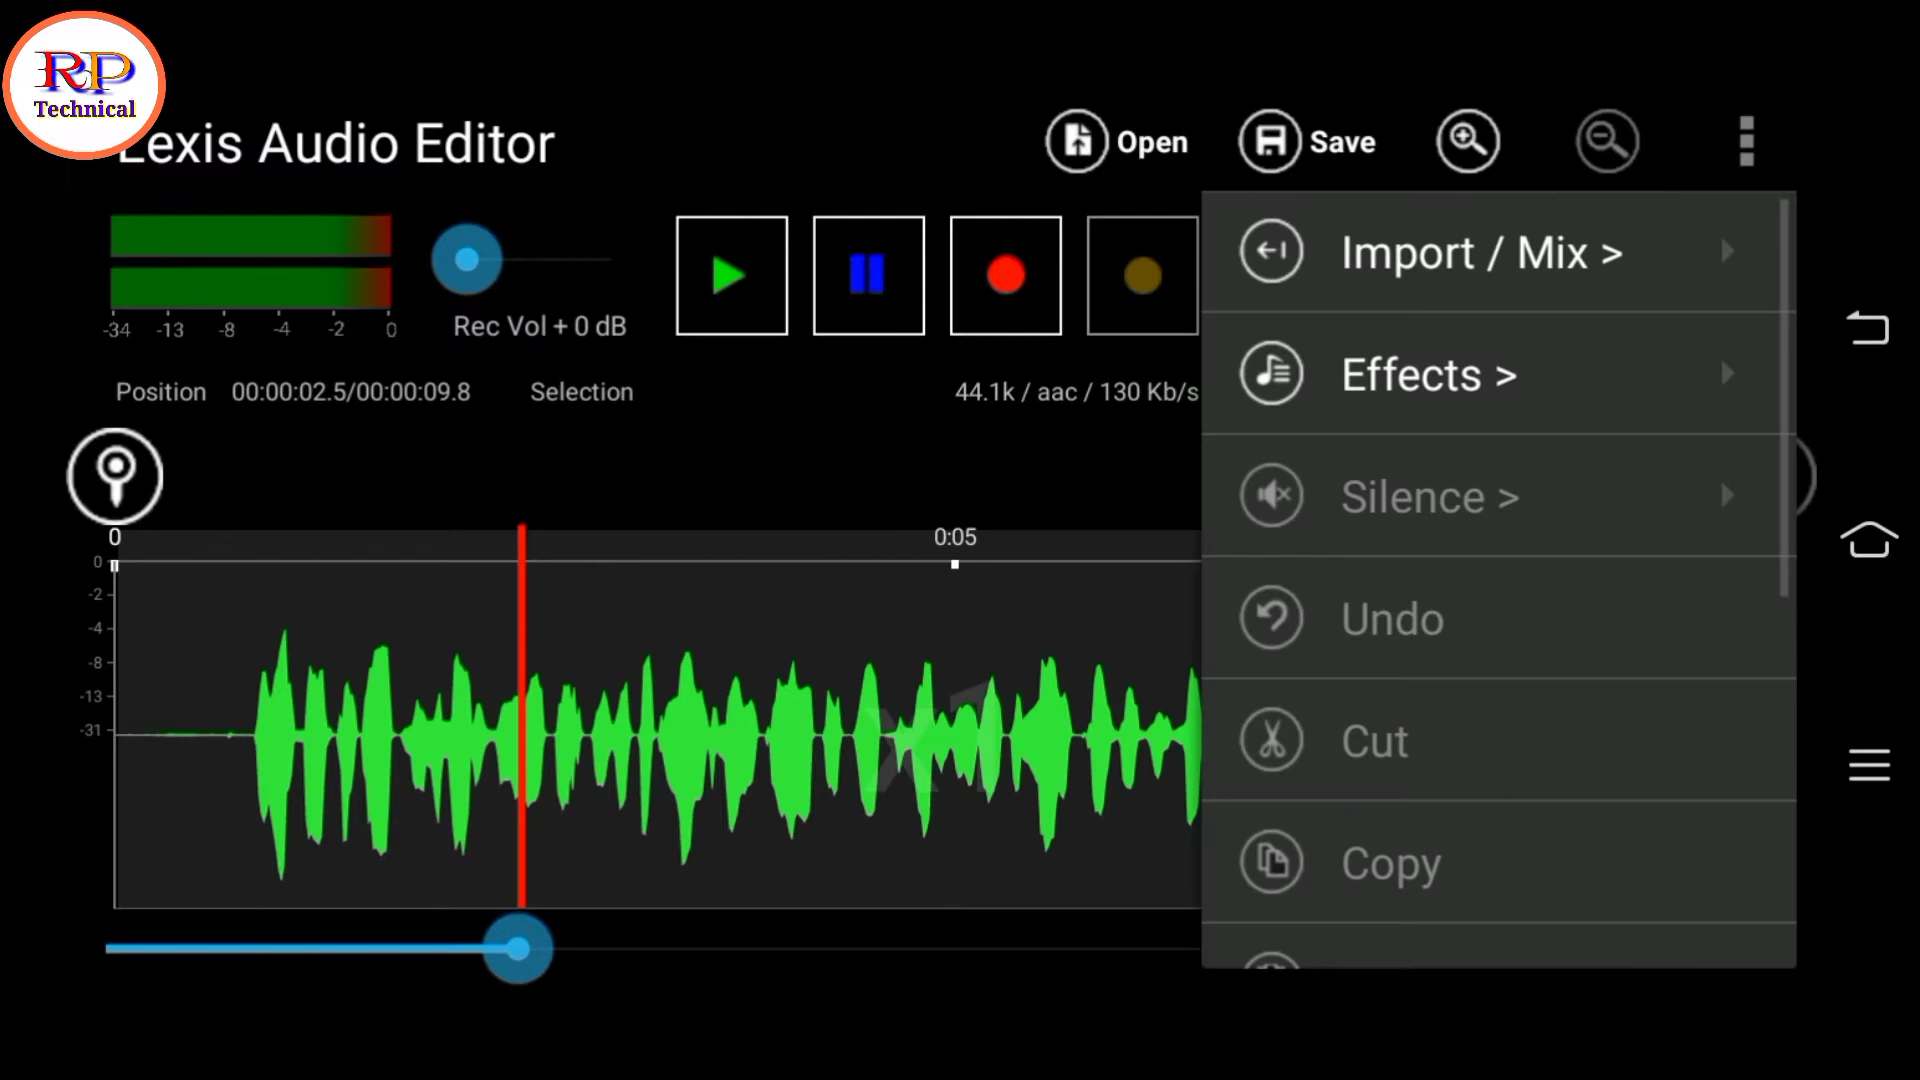 RP
Technical
Lexis Audio Editor
Open
Save
-34 -13 -8 -4 -2 0
Rec Vol + 0 dB
Position 00:00:02.5/00:00:09.8 Selection 44.1k / aac / 130 Kb/s
Import / Mix >
Effects >
Silence >
Undo
Cut
Copy
0 0:05
0
-2
-4
-8
-13
-31
x1